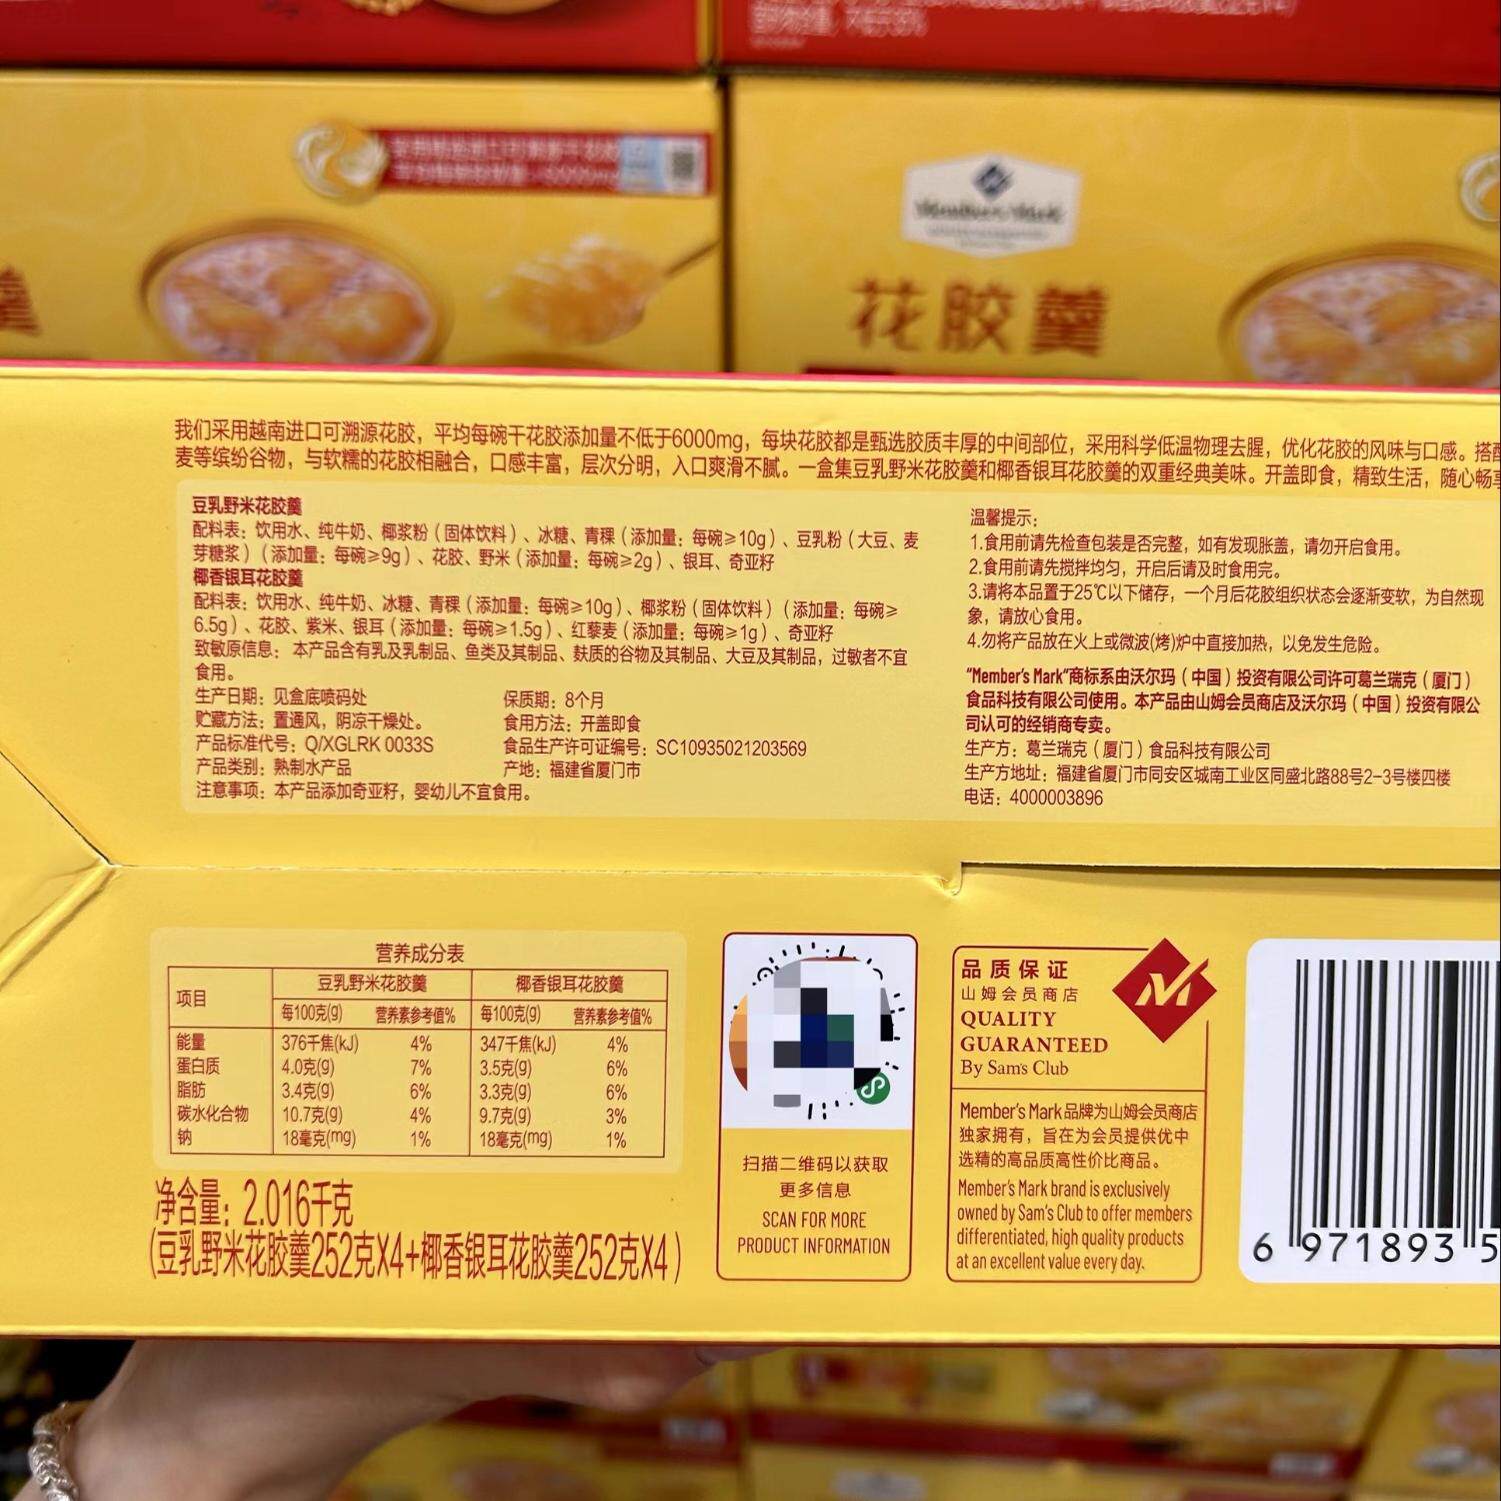 Member's Mark
花胶羹
我们采用越南进口可溯源花胶，平均每碗干花胶添加量不低于6000mg，每块花胶都是甄选胶质丰厚的中间部位，采用科学低温物理去腥，优化花胶的风味与口感。搭配
麦等缤纷谷物，与软糯的花胶相融合，口感丰富，层次分明，入口爽滑不腻。一盒集豆乳野米花胶羹和椰香银耳花胶羹的双重经典美味。开盖即食，精致生活，随心畅享
豆乳野米花胶羹
配料表：饮用水、纯牛奶、椰浆粉（固体饮料）、冰糖、青稞（添加量：每碗≥10g）、豆乳粉（大豆、麦
芽糖浆）（添加量：每碗≥9g）、花胶、野米（添加量：每碗≥2g）、银耳、奇亚籽
椰香银耳花胶羹
配料表：饮用水、纯牛奶、冰糖、青稞（添加量：每碗≥10g）、椰浆粉（固体饮料）（添加量：每碗≥
6.5g）、花胶、紫米、银耳（添加量：每碗≥1.5g）、红藜麦（添加量：每碗≥1g）、奇亚籽
致敏原信息：本产品含有乳及乳制品、鱼类及其制品、麸质的谷物及其制品、大豆及其制品，过敏者不宜
食用。
生产日期：见盒底喷码处 保质期：8个月
贮藏方法：置通风，阴凉干燥处。 食用方法：开盖即食
产品标准代号：Q/XGLRK 0033S 食品生产许可证编号：SC10935021203569
产品类别：熟制水产品 产地：福建省厦门市
注意事项：本产品添加奇亚籽，婴幼儿不宜食用。
温馨提示：
1.食用前请先检查包装是否完整，如有发现胀盖，请勿开启食用。
2.食用前请先搅拌均匀，开启后请及时食用完。
3.请将本品置于25℃以下储存，一个月后花胶组织状态会逐渐变软，为自然现
象，请放心食用。
4.勿将产品放在火上或微波(烤)炉中直接加热，以免发生危险。
"Member's Mark"商标系由沃尔玛（中国）投资有限公司许可葛兰瑞克（厦门）
食品科技有限公司使用。本产品由山姆会员商店及沃尔玛（中国）投资有限公
司认可的经销商专卖。
生产方：葛兰瑞克（厦门）食品科技有限公司
生产方地址：福建省厦门市同安区城南工业区同盛北路88号2-3号楼四楼
电话：4000003896
营养成分表
项目 豆乳野米花胶羹 椰香银耳花胶羹
每100克(g) 营养素参考值% 每100克(g) 营养素参考值%
能量 376千焦(kJ) 4% 347千焦(kJ) 4%
蛋白质 4.0克(g) 7% 3.5克(g) 6%
脂肪 3.4克(g) 6% 3.3克(g) 6%
碳水化合物 10.7克(g) 4% 9.7克(g) 3%
钠 18毫克(mg) 1% 18毫克(mg) 1%
净含量：2.016千克
（豆乳野米花胶羹252克X4+椰香银耳花胶羹252克X4）
扫描二维码以获取
更多信息
SCAN FOR MORE
PRODUCT INFORMATION
品质保证
山姆会员商店
QUALITY
GUARANTEED
By Sam's Club
Member's Mark品牌为山姆会员商店
独家拥有，旨在为会员提供优中
选精的高品质高性价比商品。
Member's Mark brand is exclusively
owned by Sam's Club to offer members
differentiated, high quality products
at an excellent value every day.
6 971893 5